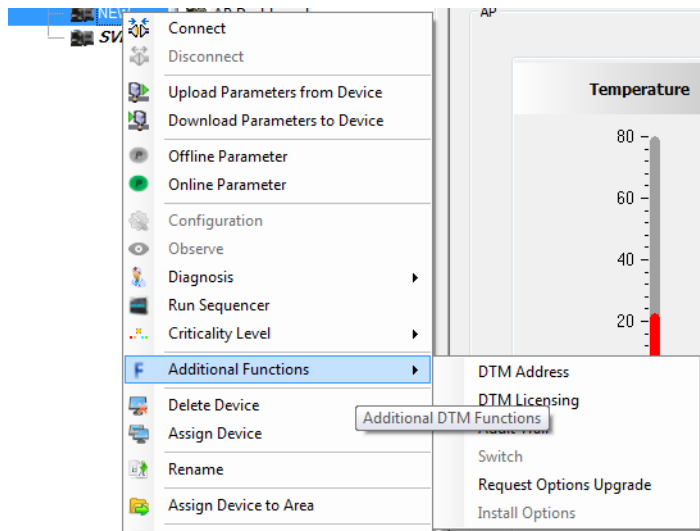 NEW
SV
AP
Connect
Disconnect
Upload Parameters from Device
Download Parameters to Device
Offline Parameter
Online Parameter
Configuration
Observe
Diagnosis
Run Sequencer
Criticality Level
Additional Functions
Delete Device
Assign Device
Rename
Assign Device to Area
Additional DTM Functions
DTM Address
DTM Licensing
Switch
Request Options Upgrade
Install Options
Temperature
80
60
40
20